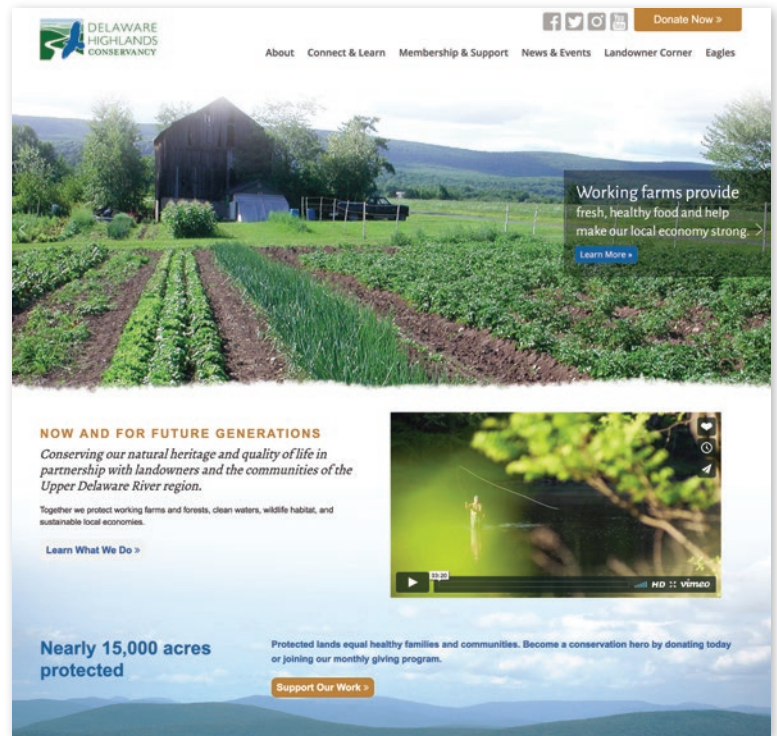 DELAWARE
HIGHLANDS
CONSERVANCY
Donate Now »
About Connect & Learn Membership & Support News & Events Landowner Corner Eagles
Working farms provide
fresh, healthy food and help
make our local economy strong.
Learn More »
NOW AND FOR FUTURE GENERATIONS
Conserving our natural heritage and quality of life in
partnership with landowners and the communities of the
Upper Delaware River region.
Together we protect working farms and forests, clean waters, wildlife habitat, and
sustainable local economies.
Learn What We Do »
03:20
HD :: vimeo
Nearly 15,000 acres
protected
Protected lands equal healthy families and communities. Become a conservation hero by donating today
or joining our monthly giving program.
Support Our Work »